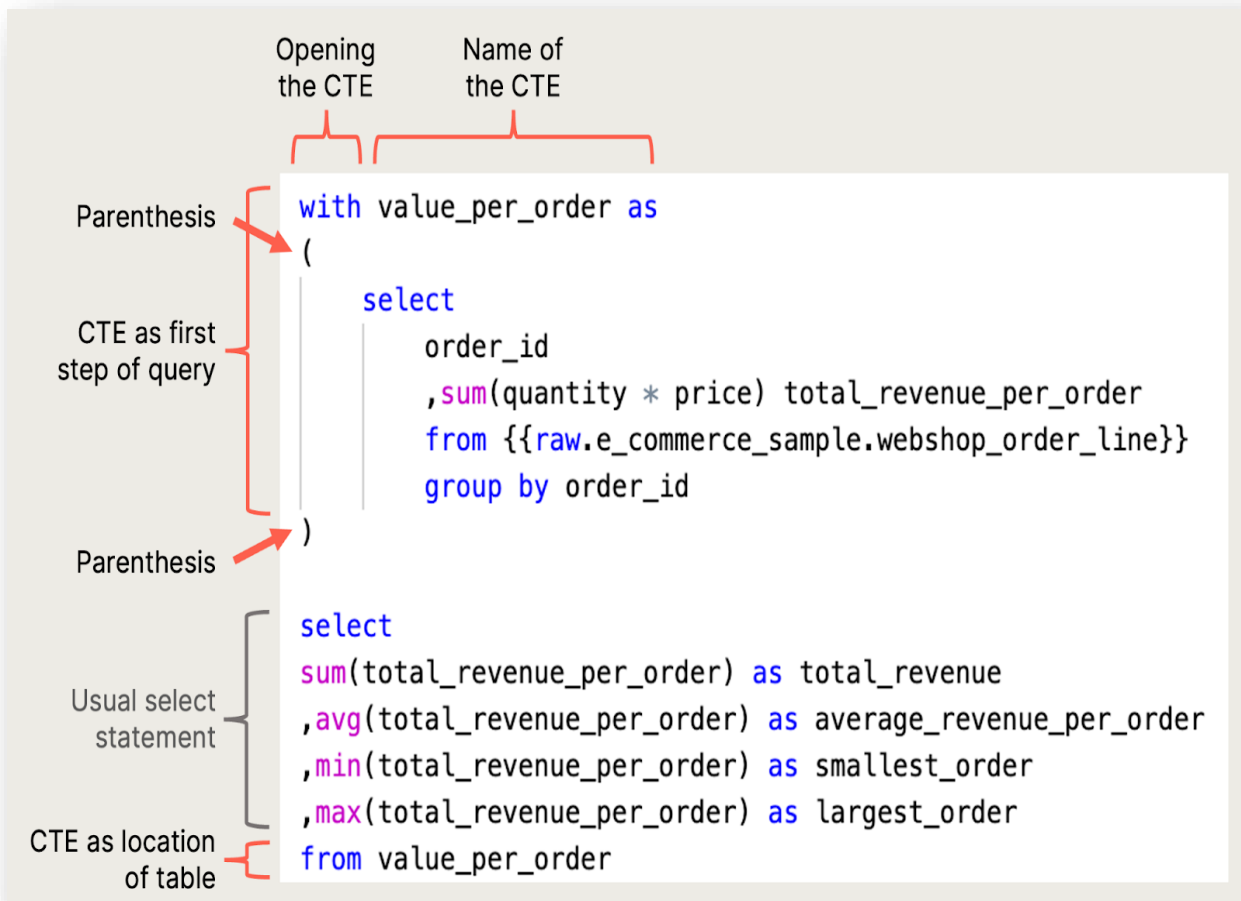 Opening
the CTE
Name of
the CTE
Parenthesis
CTE as first
step of query
Parenthesis
Usual select
statement
CTE as location
of table
with value_per_order as
(
select
order_id
,sum(quantity * price) total_revenue_per_order
from {{raw.e_commerce_sample.webshop_order_line}}
group by order_id
)
select
sum(total_revenue_per_order) as total_revenue
,avg(total_revenue_per_order) as average_revenue_per_order
,min(total_revenue_per_order) as smallest_order
,max(total_revenue_per_order) as largest_order
from value_per_order